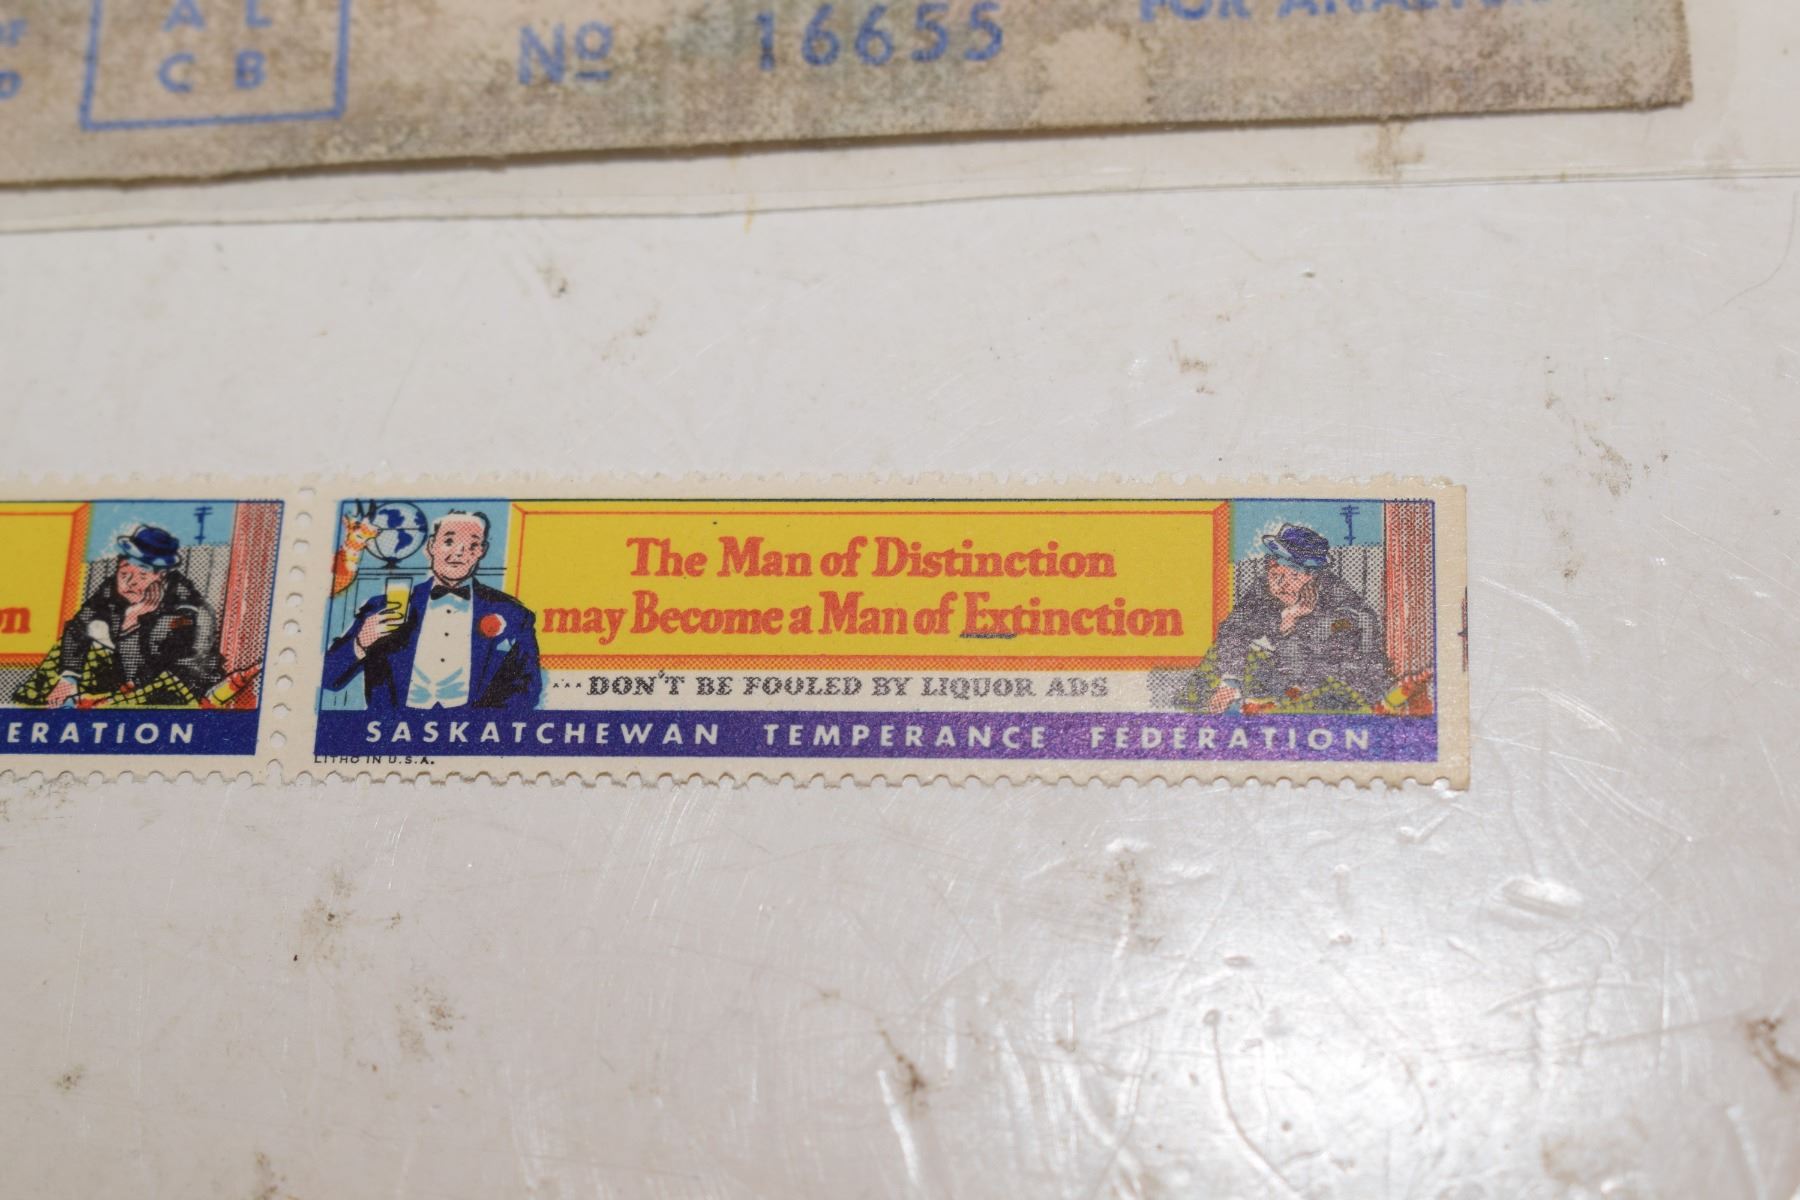 A L
C B
Nº 16655
The Man of Distinction
may Become a Man of Extinction
...DON'T BE FOOLED BY LIQUOR ADS
SASKATCHEWAN TEMPERANCE FEDERATION
LITHO IN U.S.A.
ERATION